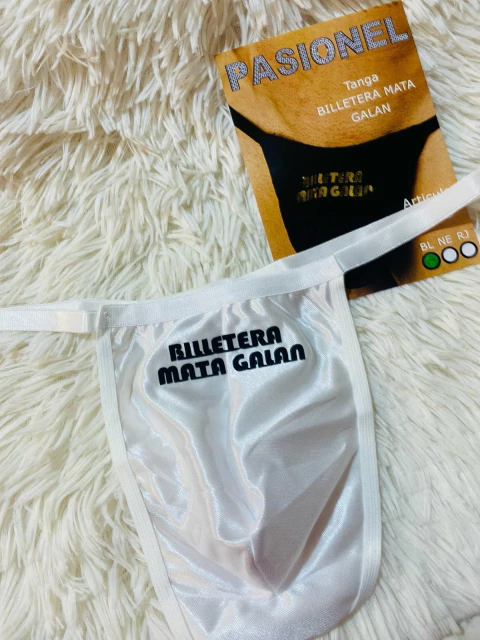 PASIONEL
Tanga
BILLETERA MATA
GALAN
BILLETERA
MATA GALAN
BL NE RJ
BILLETERA
MATA GALAN